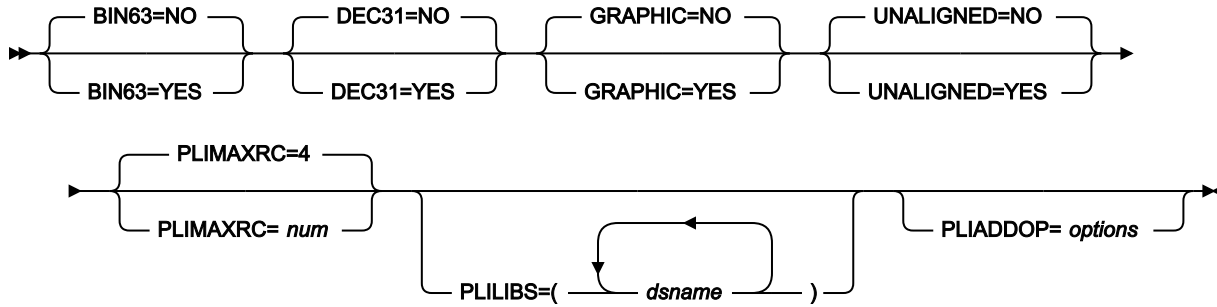 BIN63=NO DEC31=NO GRAPHIC=NO UNALIGNED=NO
BIN63=YES DEC31=YES GRAPHIC=YES UNALIGNED=YES
PLIMAXRC=4
PLIMAXRC= num PLIADDOP= options
PLILIBS=( dsname )